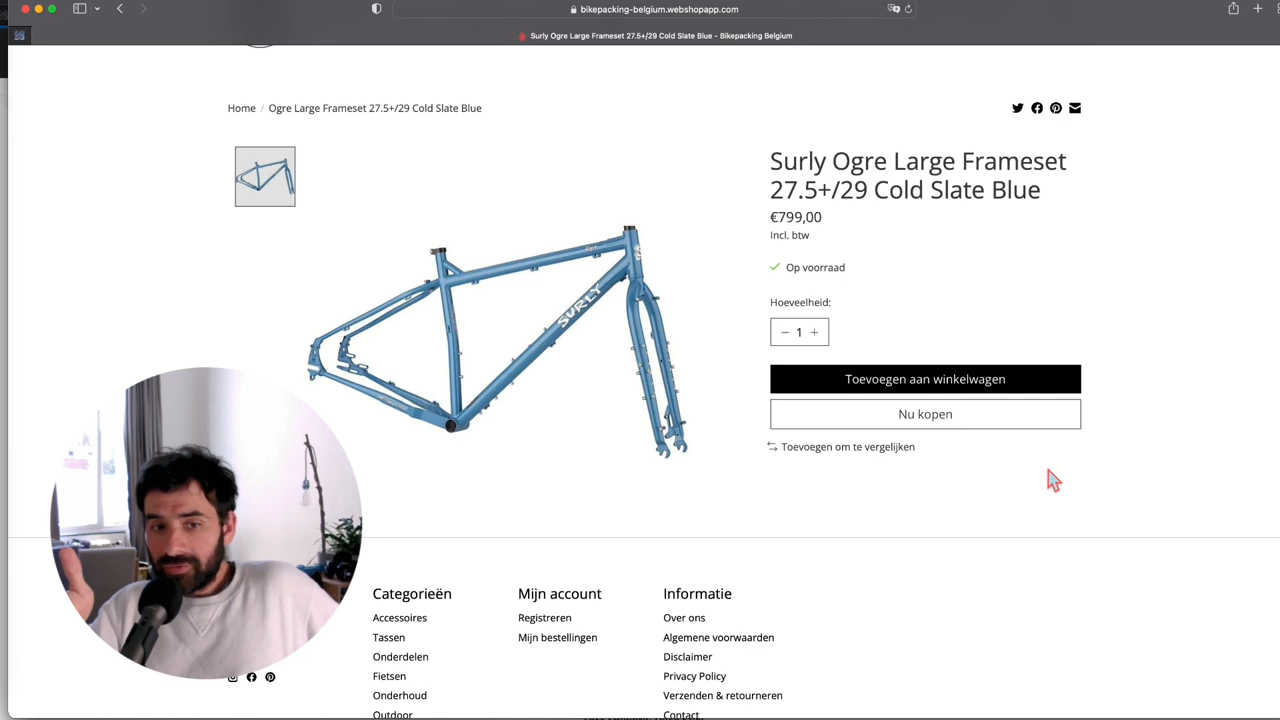 bikepacking-belgium.webshopapp.com
Surly Ogre Large Frameset 27.5+/29 Cold Slate Blue - Bikepacking Belgium
Home / Ogre Large Frameset 27.5+/29 Cold Slate Blue
Surly Ogre Large Frameset
27.5+/29 Cold Slate Blue
€799,00
Incl. btw
Op voorraad
Hoeveelheid:
1
Toevoegen aan winkelwagen
Nu kopen
Toevoegen om te vergelijken
SURLY
Categorieën
Accessoires
Tassen
Onderdelen
Fietsen
Onderhoud
Outdoor
Mijn account
Registreren
Mijn bestellingen
Informatie
Over ons
Algemene voorwaarden
Disclaimer
Privacy Policy
Verzenden & retourneren
Contact